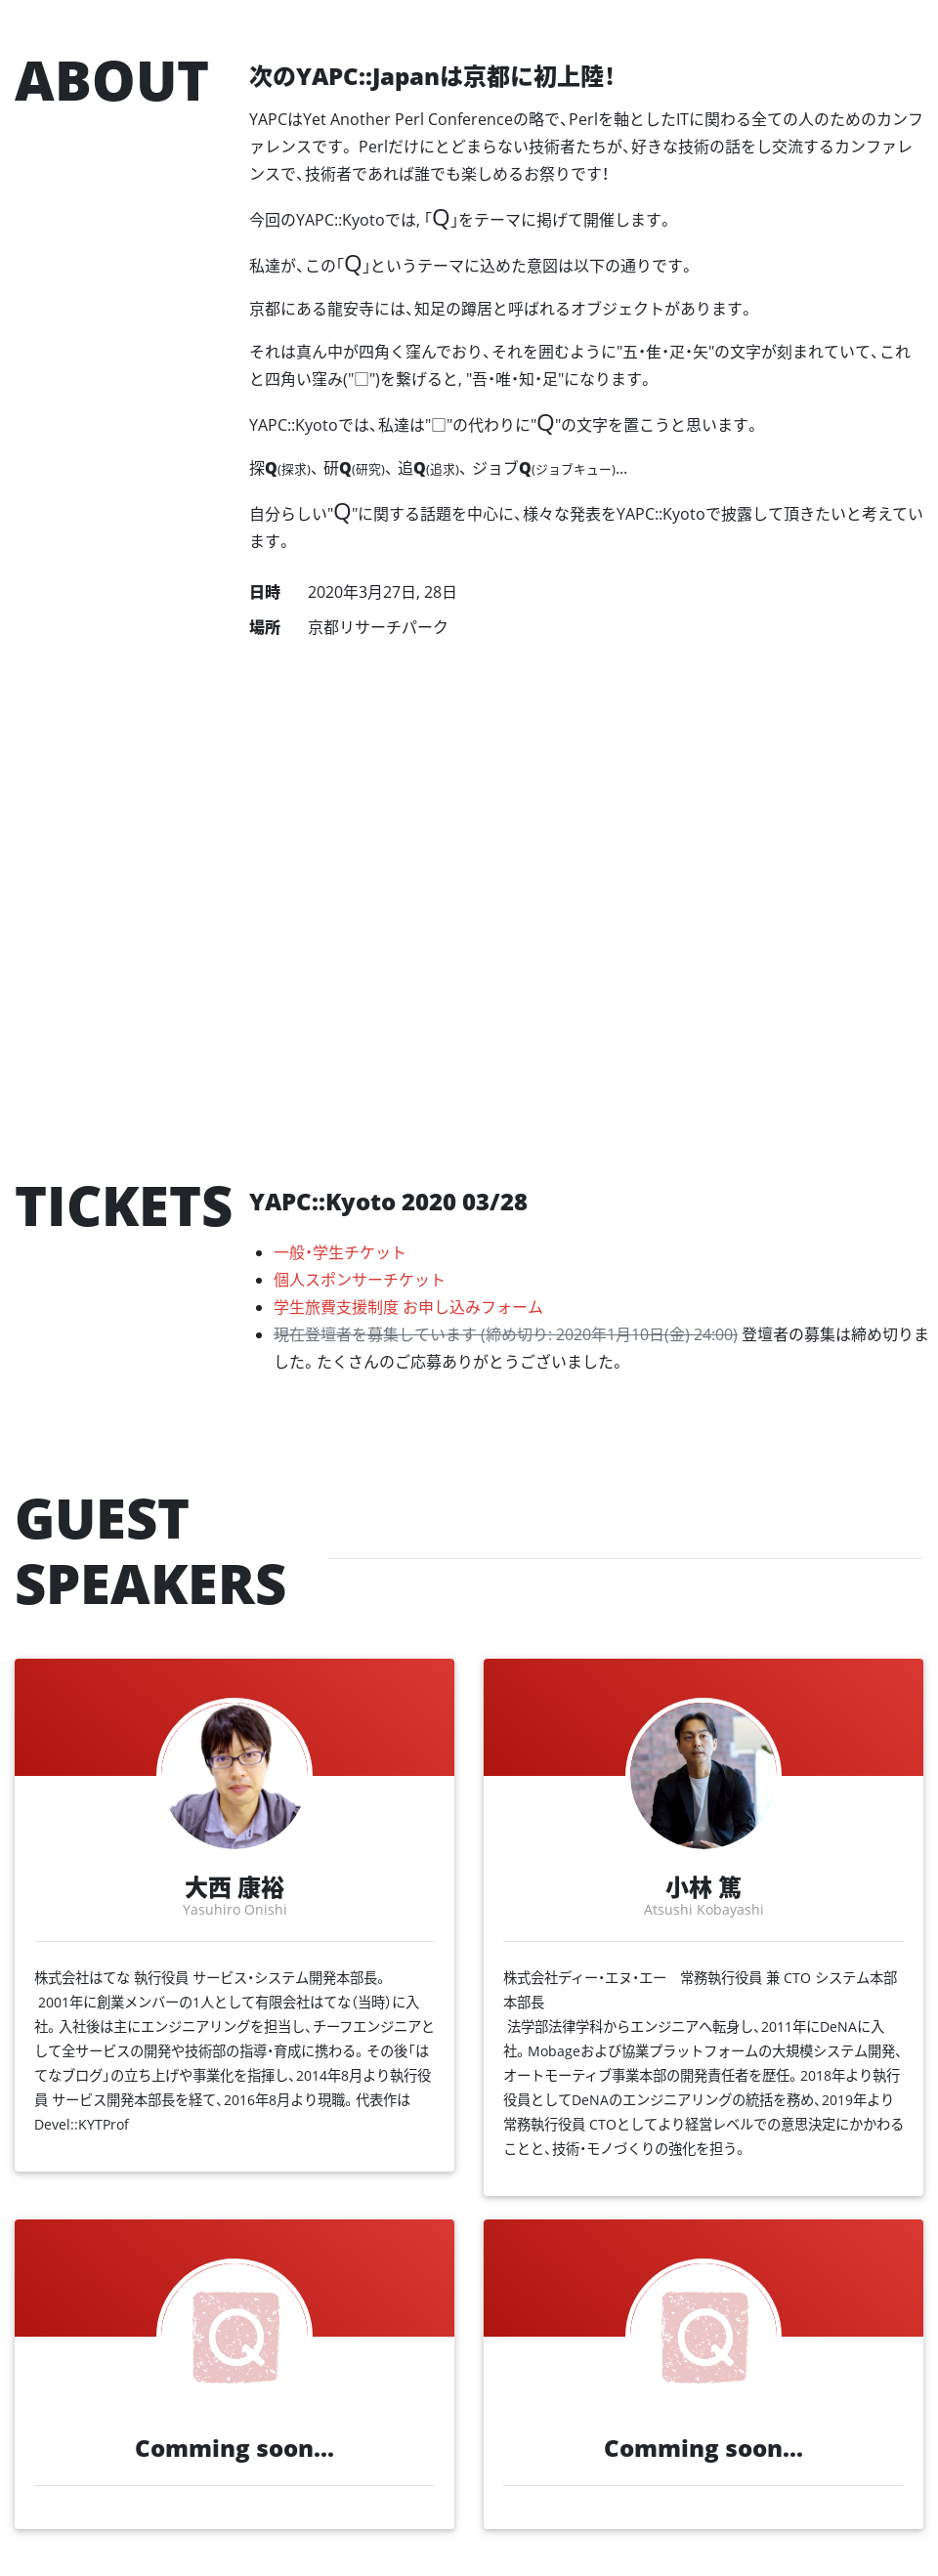 ABOUT
次のYAPC::Japanは京都に初上陸！
YAPCはYet Another Perl Conferenceの略で、Perlを軸としたITに関わる全ての人のためのカンフ
ァレンスです。 Perlだけにとどまらない技術者たちが、好きな技術の話をし交流するカンファレ
ンスで、技術者であれば誰でも楽しめるお祭りです！
今回のYAPC::Kyotoでは, 「Q」をテーマに掲げて開催します。
私達が、この「Q」というテーマに込めた意図は以下の通りです。
京都にある龍安寺には、知足の蹲居と呼ばれるオブジェクトがあります。
それは真ん中が四角く窪んでおり、それを囲むように"五・隹・疋・矢"の文字が刻まれていて、これ
と四角い窪み("□")を繋げると, "吾・唯・知・足"になります。
YAPC::Kyotoでは、私達は"□"の代わりに"Q"の文字を置こうと思います。
探Q(探求)、研Q(研究)、追Q(追求)、ジョブQ(ジョブキュー)...
自分らしい"Q"に関する話題を中心に、様々な発表をYAPC::Kyotoで披露して頂きたいと考えてい
ます。
日時 2020年3月27日, 28日
場所 京都リサーチパーク
TICKETS
YAPC::Kyoto 2020 03/28
一般・学生チケット
個人スポンサーチケット
学生旅費支援制度 お申し込みフォーム
現在登壇者を募集しています (締め切り: 2020年1月10日(金) 24:00) 登壇者の募集は締め切りま
した。たくさんのご応募ありがとうございました。
GUEST
SPEAKERS
大西 康裕
Yasuhiro Onishi
株式会社はてな 執行役員 サービス・システム開発本部長。
2001年に創業メンバーの1人として有限会社はてな（当時）に入
社。入社後は主にエンジニアリングを担当し、チーフエンジニアと
して全サービスの開発や技術部の指導・育成に携わる。その後「は
てなブログ」の立ち上げや事業化を指揮し、2014年8月より執行役
員 サービス開発本部長を経て、2016年8月より現職。代表作は
Devel::KYTProf
小林 篤
Atsushi Kobayashi
株式会社ディー・エヌ・エー　常務執行役員 兼 CTO システム本部
本部長
法学部法律学科からエンジニアへ転身し、2011年にDeNAに入
社。Mobageおよび協業プラットフォームの大規模システム開発、
オートモーティブ事業本部の開発責任者を歴任。2018年より執行
役員としてDeNAのエンジニアリングの統括を務め、2019年より
常務執行役員 CTOとしてより経営レベルでの意思決定にかかわる
ことと、技術・モノづくりの強化を担う。
Q
Comming soon...
Q
Comming soon...